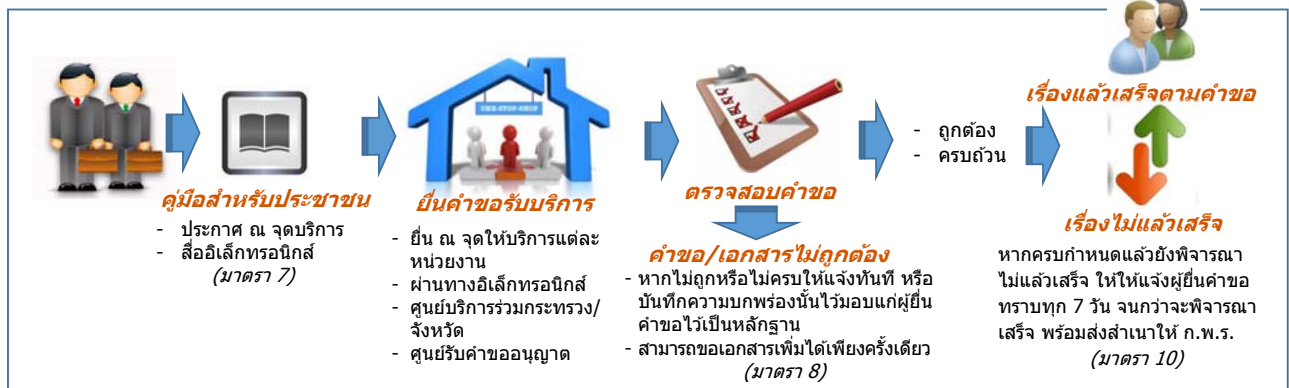 คู่มือสำหรับประชาชน
- ประกาศ ณ จุดบริการ
- สื่ออิเล็กทรอนิกส์
(มาตรา 7)
ONE-STOP-SHOP
ยื่นคำขอรับบริการ
- ยื่น ณ จุดให้บริการแต่ละ
หน่วยงาน
- ผ่านทางอิเล็กทรอนิกส์
- ศูนย์บริการร่วมกระทรวง/
จังหวัด
- ศูนย์รับคำขออนุญาต
ตรวจสอบคำขอ
คำขอ/เอกสารไม่ถูกต้อง
- หากไม่ถูกหรือไม่ครบให้แจ้งทันที หรือ
บันทึกความบกพร่องนั้นไว้มอบแก่ผู้ยื่น
คำขอไว้เป็นหลักฐาน
- สามารถขอเอกสารเพิ่มได้เพียงครั้งเดียว
(มาตรา 8)
- ถูกต้อง
- ครบถ้วน
เรื่องแล้วเสร็จตามคำขอ
เรื่องไม่แล้วเสร็จ
หากครบกำหนดแล้วยังพิจารณา
ไม่แล้วเสร็จ ให้ให้แจ้งผู้ยื่นคำขอ
ทราบทุก 7 วัน จนกว่าจะพิจารณา
เสร็จ พร้อมส่งสำเนาให้ ก.พ.ร.
(มาตรา 10)